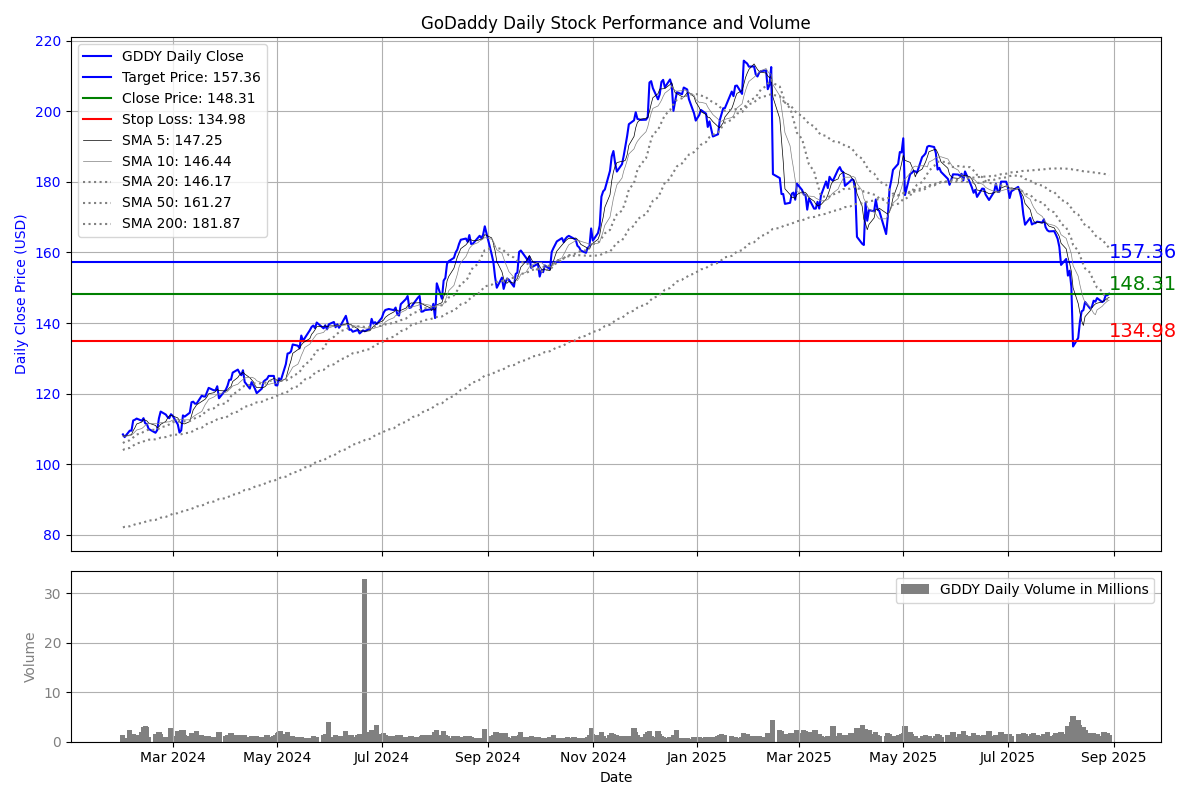 GoDaddy Daily Stock Performance and Volume
220
200
180
160
140
120
100
80
Daily Close Price (USD)
GDDY Daily Close
Target Price: 157.36
Close Price: 148.31
Stop Loss: 134.98
SMA 5: 147.25
SMA 10: 146.44
SMA 20: 146.17
SMA 50: 161.27
SMA 200: 181.87
157.36
148.31
134.98
30
20
10
0
Volume
GDDY Daily Volume in Millions
Mar 2024 May 2024 Jul 2024 Sep 2024 Nov 2024 Jan 2025 Mar 2025 May 2025 Jul 2025 Sep 2025
Date